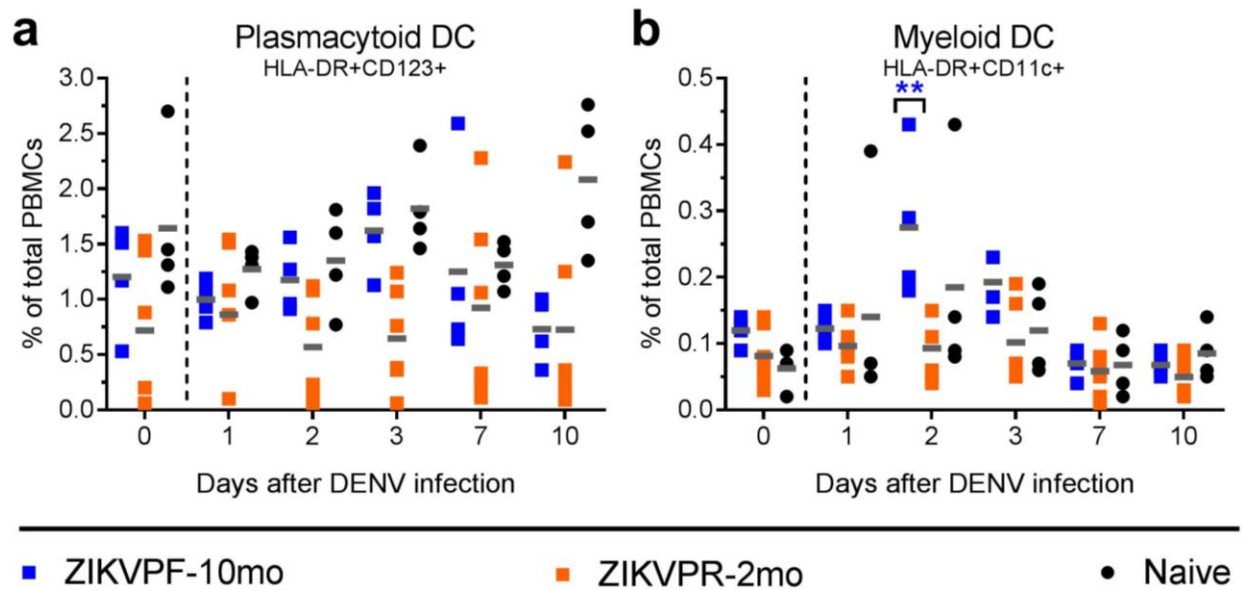 a
Plasmacytoid DC
HLA-DR+CD123+
% of total PBMCs
3.0
2.5
2.0
1.5
1.0
0.5
0.0
0 1 2 3 7 10
Days after DENV infection
b
Myeloid DC
HLA-DR+CD11c+
**
% of total PBMCs
0.5
0.4
0.3
0.2
0.1
0.0
0 1 2 3 7 10
Days after DENV infection
ZIKVPF-10mo ZIKVPR-2mo Naive